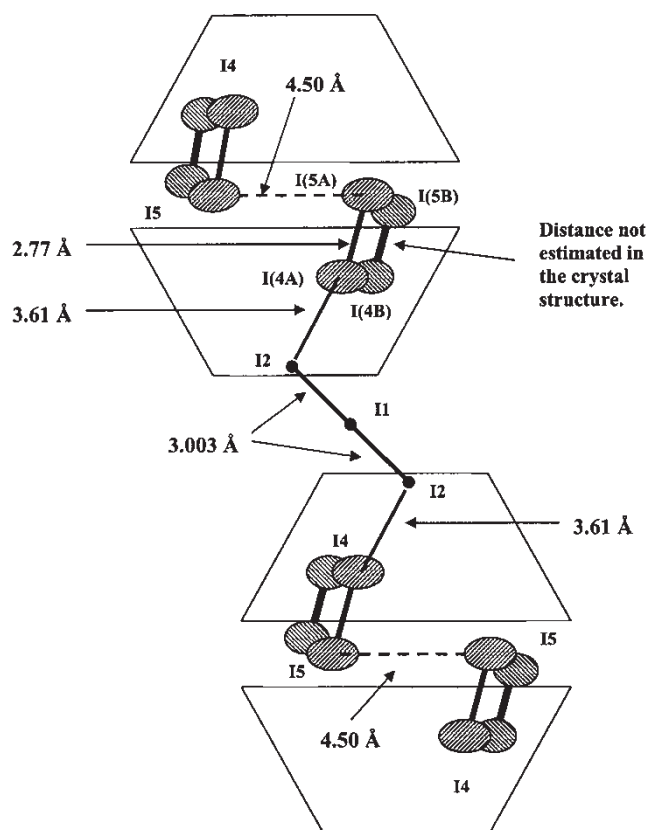 I4
4.50 Å
I(5A)
I(5B)
I5
2.77 Å
Distance not
estimated in
the crystal
structure.
I(4A)
I(4B)
3.61 Å
I2
I1
3.003 Å
I2
3.61 Å
I4
I5
I5
4.50 Å
I4